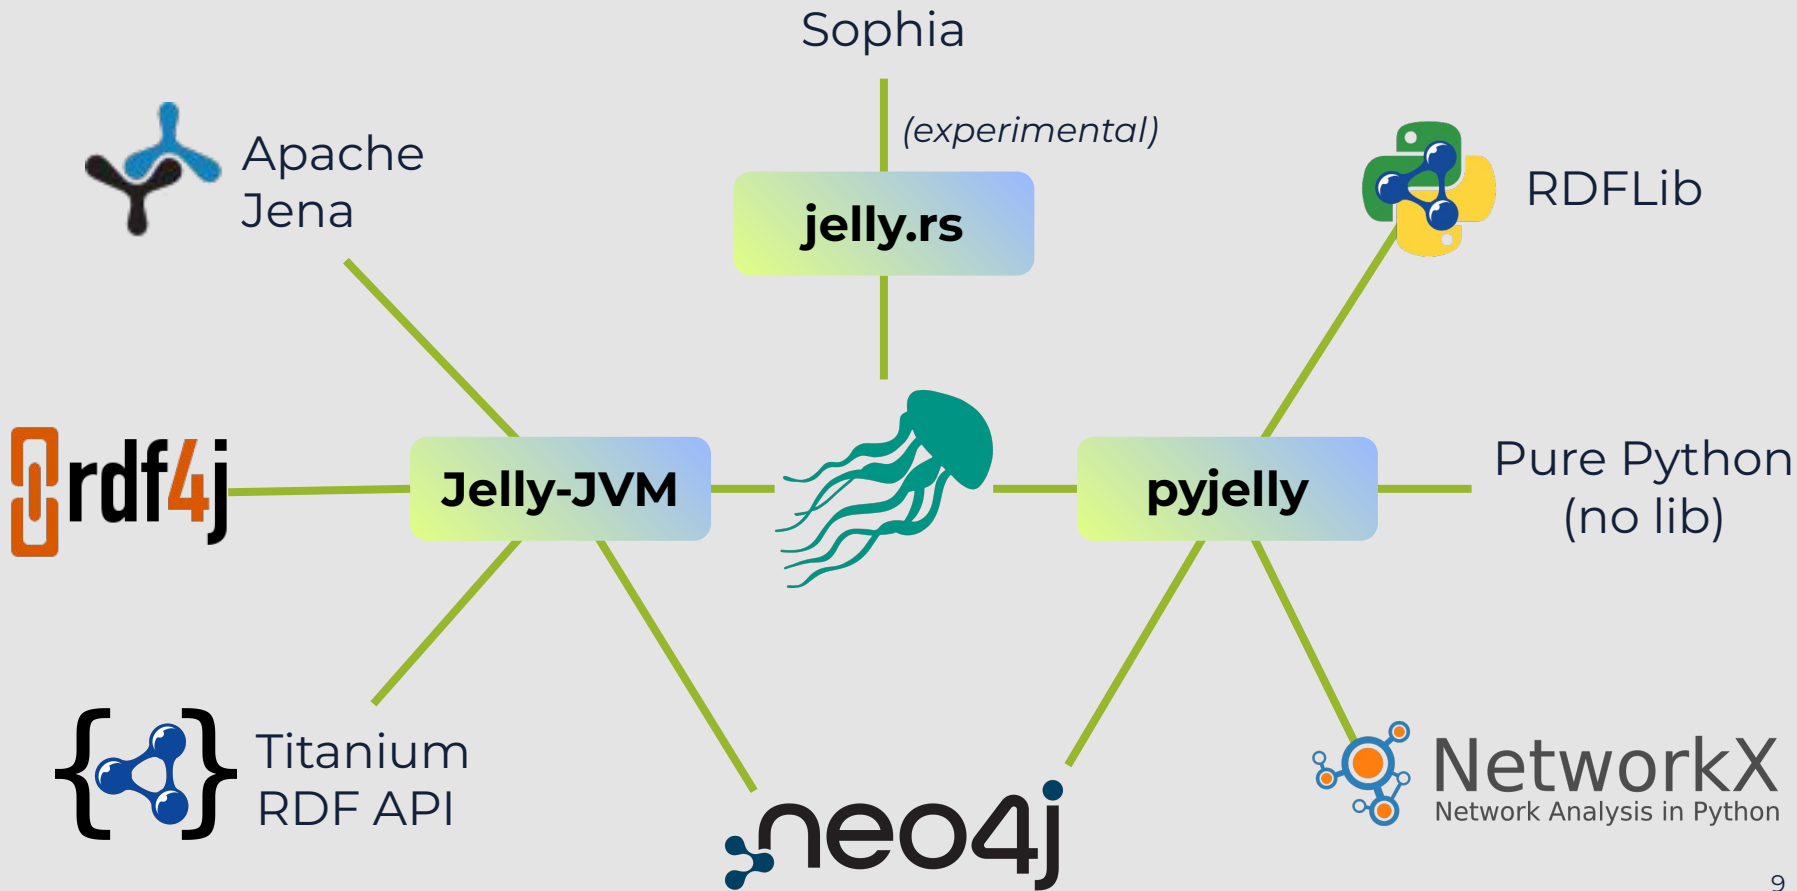 Sophia
(experimental)
Apache
Jena
jelly.rs
RDFLib
rdf4j
Jelly-JVM
pyjelly
Pure Python
(no lib)
Titanium
RDF API
neo4j
NetworkX
Network Analysis in Python
9